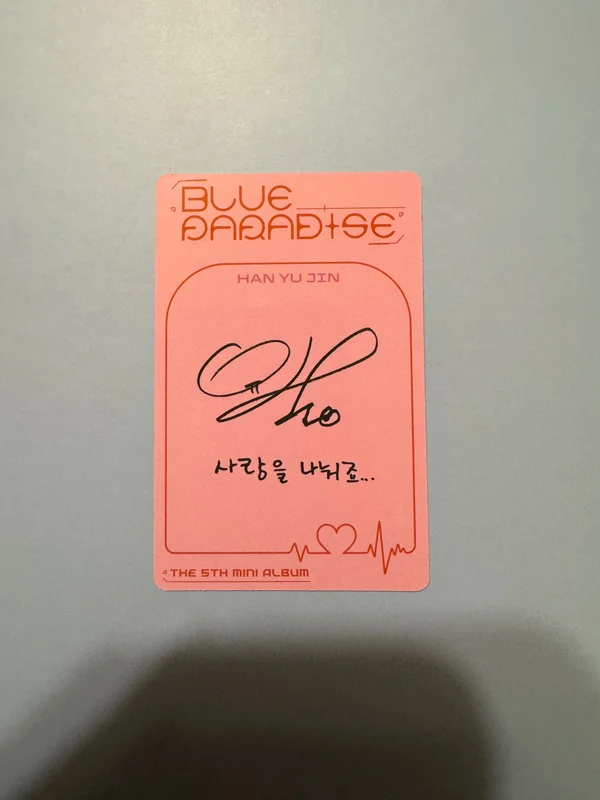 BLUE
PARADISE
HAN YU JIN
사랑을 나눠죠...
THE 5TH MINI ALBUM